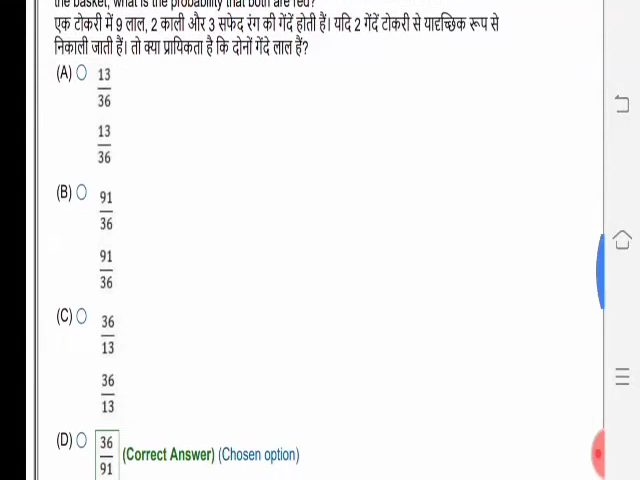 the basket, what is the probability that both are red?
एक टोकरी में 9 लाल, 2 काली और 3 सफेद रंग की गेंदें होती हैं। यदि 2 गेंदें टोकरी से यादृच्छिक रूप से
निकाली जाती हैं। तो क्या प्रायिकता है कि दोनों गेंदे लाल हैं?
(A) 13
36
13
36
(B) 91
36
91
36
(C) 36
13
36
13
(D) 36
91 (Correct Answer) (Chosen option)